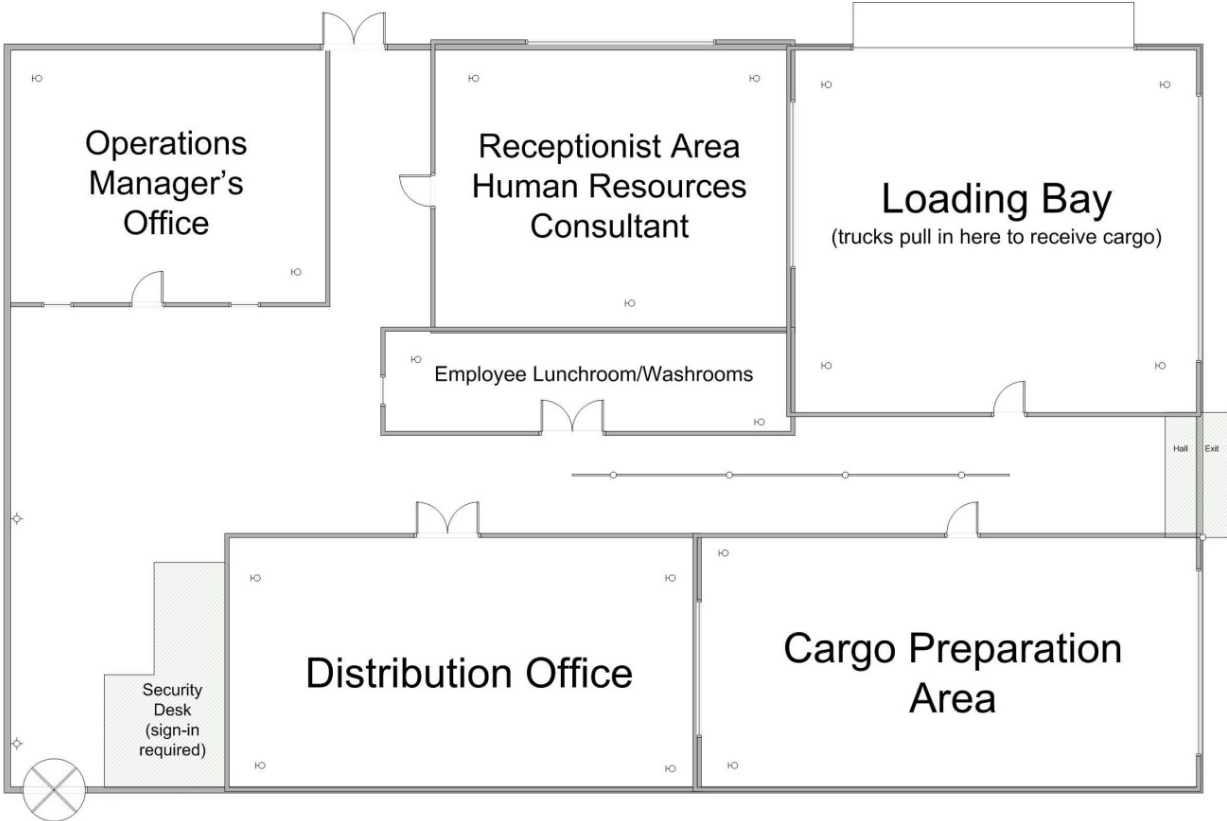 Operations
Manager's
Office
Receptionist Area
Human Resources
Consultant
Loading Bay
(trucks pull in here to receive cargo)
Employee Lunchroom/Washrooms
Hall
Exit
Distribution Office
Cargo Preparation
Area
Security
Desk
(sign-in
required)